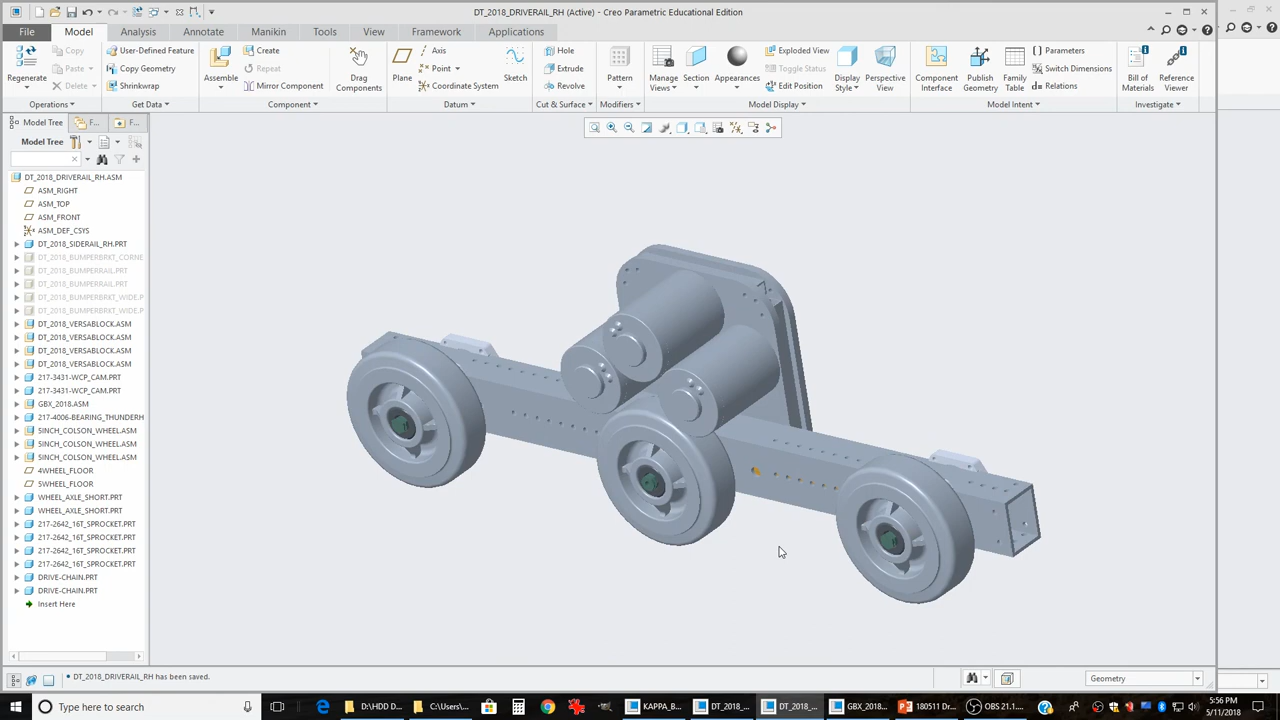 DT_2018_DRIVERAIL_RH (Active) - Creo Parametric Educational Edition
File Model Analysis Annotate Manikin Tools View Framework Applications
Regenerate
Copy
Paste
Delete
User-Defined Feature
Copy Geometry
Shrinkwrap
Assemble
Create
Repeat
Mirror Component
Drag Components
Plane
Axis
Point
Coordinate System
Sketch
Hole
Extrude
Revolve
Pattern
Manage Views
Section
Appearances
Exploded View
Toggle Status
Edit Position
Display Style
Perspective View
Component Interface
Publish Geometry
Family Table
Parameters
Switch Dimensions
Relations
Bill of Materials
Reference Viewer
Operations Get Data Component Datum Cut & Surface Modifiers Model Display Model Intent Investigate
Model Tree F... F...
Model Tree
DT_2018_DRIVERAIL_RH.ASM
ASM_RIGHT
ASM_TOP
ASM_FRONT
ASM_DEF_CSYS
DT_2018_SIDERAIL_RH.PRT
DT_2018_BUMPERBRKT_CORNE
DT_2018_BUMPERRAIL.PRT
DT_2018_BUMPERRAIL.PRT
DT_2018_BUMPERBRKT_WIDE.P
DT_2018_BUMPERBRKT_WIDE.P
DT_2018_VERSABLOCK.ASM
DT_2018_VERSABLOCK.ASM
DT_2018_VERSABLOCK.ASM
DT_2018_VERSABLOCK.ASM
217-3431-WCP_CAM.PRT
217-3431-WCP_CAM.PRT
GBX_2018.ASM
217-4006-BEARING_THUNDERH
5INCH_COLSON_WHEEL.ASM
5INCH_COLSON_WHEEL.ASM
5INCH_COLSON_WHEEL.ASM
4WHEEL_FLOOR
5WHEEL_FLOOR
WHEEL_AXLE_SHORT.PRT
WHEEL_AXLE_SHORT.PRT
217-2642_16T_SPROCKET.PRT
217-2642_16T_SPROCKET.PRT
217-2642_16T_SPROCKET.PRT
217-2642_16T_SPROCKET.PRT
DRIVE-CHAIN.PRT
DRIVE-CHAIN.PRT
Insert Here
• DT_2018_DRIVERAIL_RH has been saved.
Geometry
Type here to search
D:\HDD D... C:\Users\... KAPPA_B... DT_2018_... DT_2018_... GBX_2018... 180511 Dr... OBS 21.1....
5:56 PM
5/11/2018